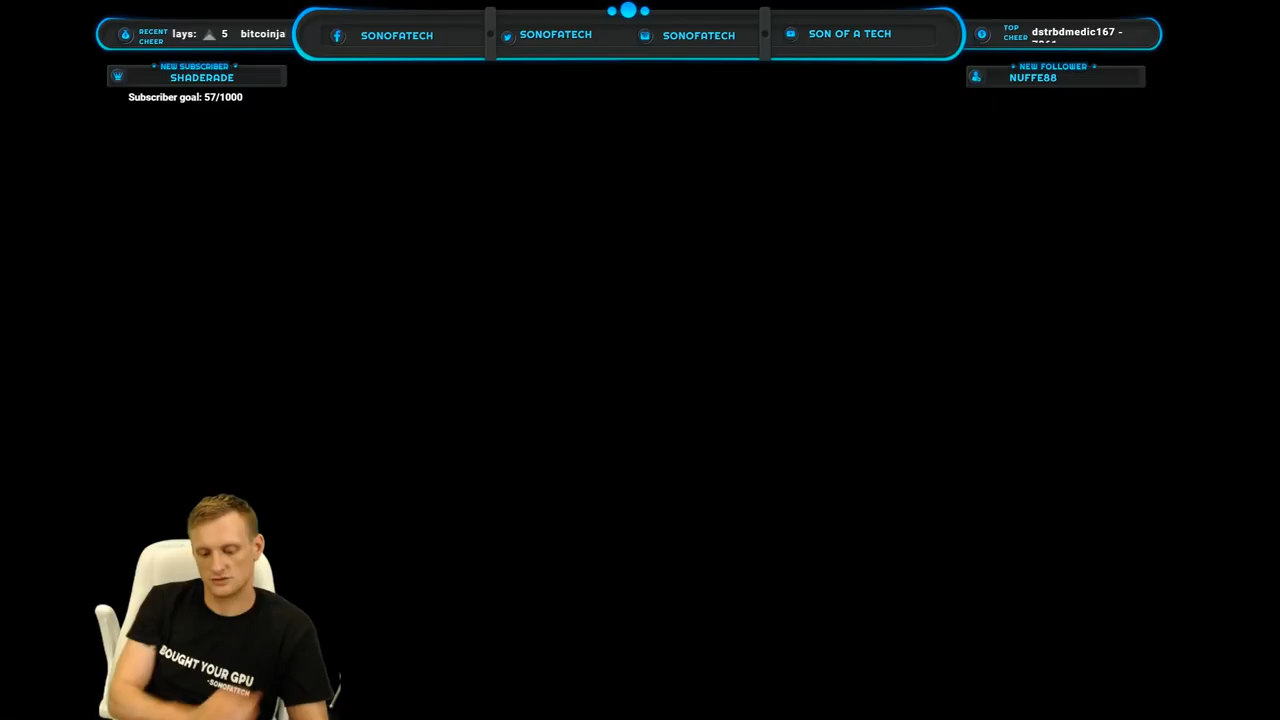 RECENT CHEER
lays: 5 bitcoinja
SONOFATECH
SONOFATECH
SONOFATECH
SON OF A TECH
TOP CHEER
dstrbdmedic167 -
NEW SUBSCRIBER
SHADERADE
Subscriber goal: 57/1000
NEW FOLLOWER
NUFFE88
BOUGHT YOUR GPU
-SONOFATECH